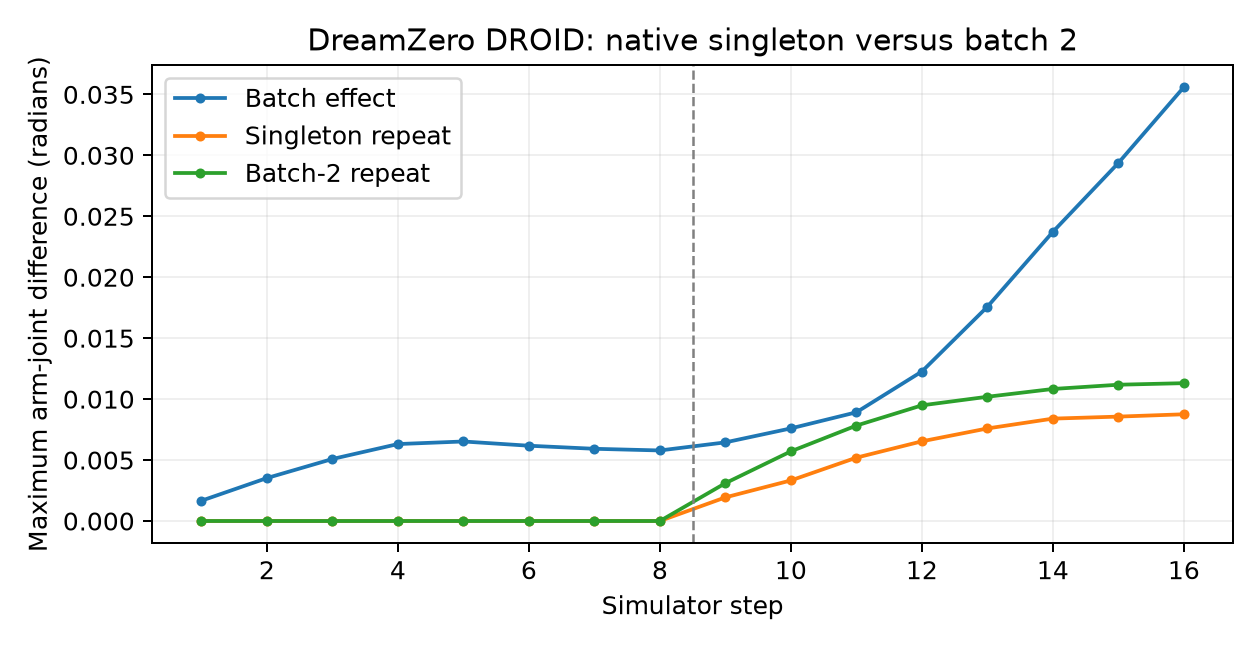 DreamZero DROID: native singleton versus batch 2
Maximum arm-joint difference (radians)
0.035
0.030
0.025
0.020
0.015
0.010
0.005
0.000
Batch effect
Singleton repeat
Batch-2 repeat
2 4 6 8 10 12 14 16
Simulator step